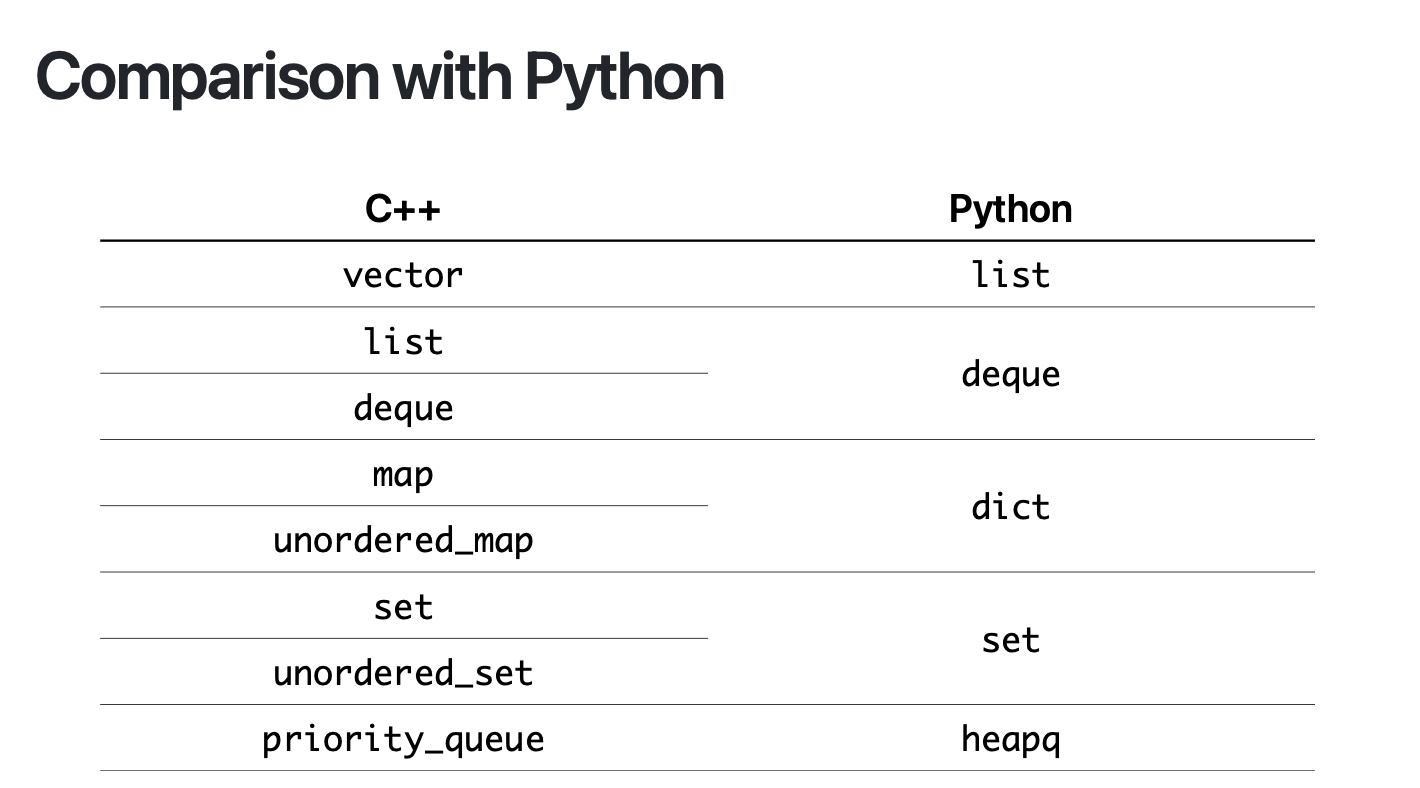 Comparison with Python
C++ Python
vector list
list
deque
deque
map
dict
unordered_map
set
set
unordered_set
priority_queue heapq